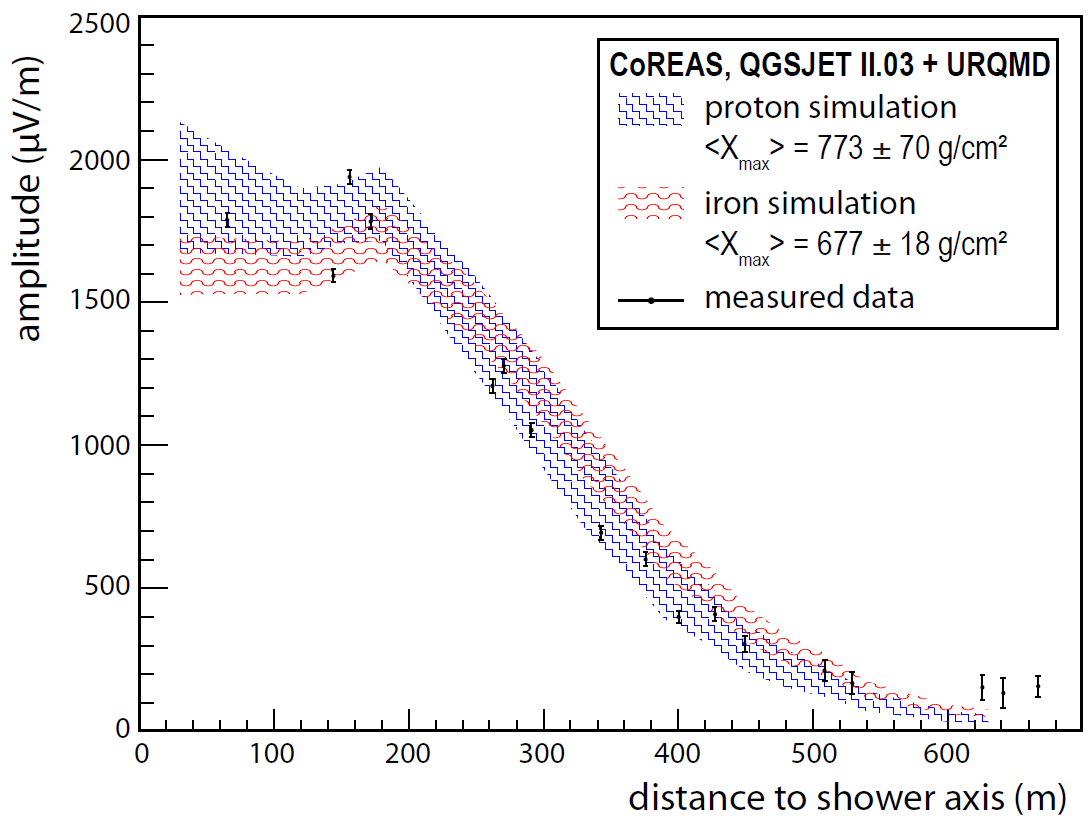 2500
2000
1500
1000
500
0
amplitude (µV/m)
CoREAS, QGSJET II.03 + URQMD
proton simulation
<Xmax> = 773 ± 70 g/cm²
iron simulation
<Xmax> = 677 ± 18 g/cm²
measured data
0 100 200 300 400 500 600
distance to shower axis (m)